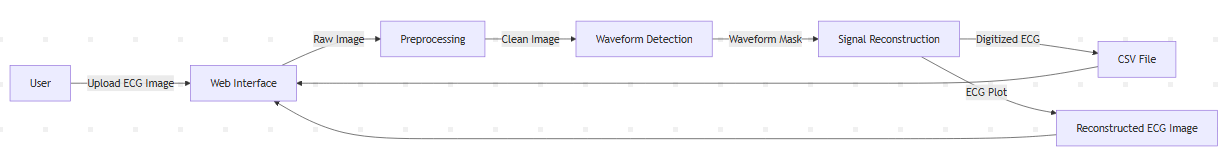 User
Upload ECG Image
Web Interface
Raw Image
Preprocessing
Clean Image
Waveform Detection
Waveform Mask
Signal Reconstruction
Digitized ECG
CSV File
ECG Plot
Reconstructed ECG Image